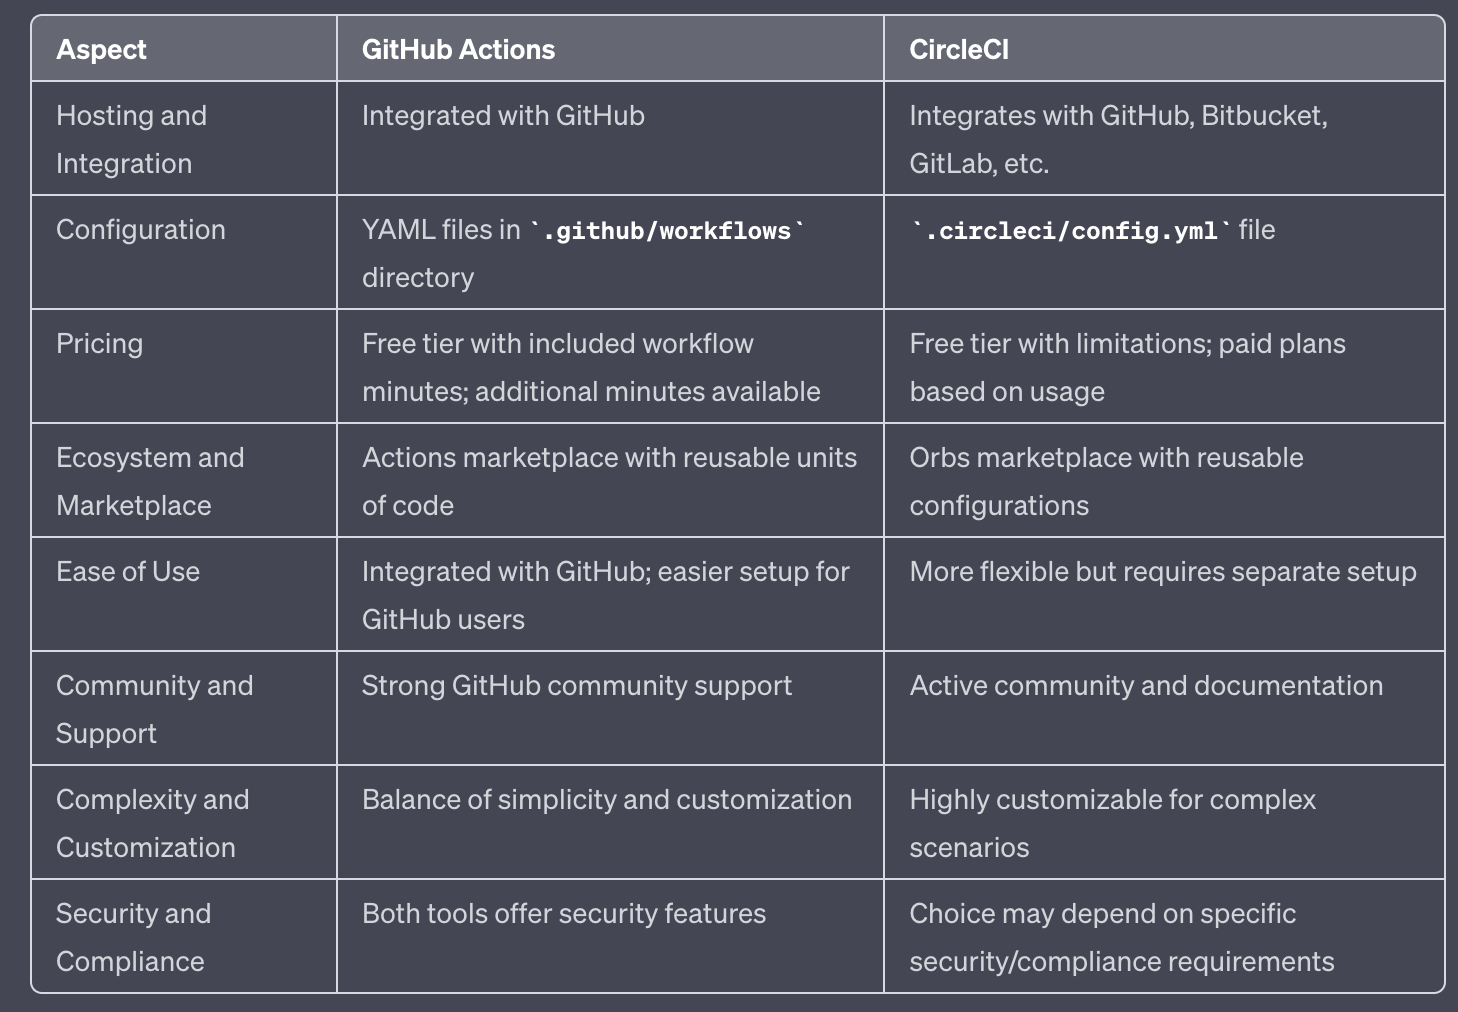 Aspect
GitHub Actions
CircleCI
Hosting and
Integration
Integrated with GitHub
Integrates with GitHub, Bitbucket,
GitLab, etc.
Configuration
YAML files in `.github/workflows`
directory
`.circleci/config.yml` file
Pricing
Free tier with included workflow
minutes; additional minutes available
Free tier with limitations; paid plans
based on usage
Ecosystem and
Marketplace
Actions marketplace with reusable units
of code
Orbs marketplace with reusable
configurations
Ease of Use
Integrated with GitHub; easier setup for
GitHub users
More flexible but requires separate setup
Community and
Support
Strong GitHub community support
Active community and documentation
Complexity and
Customization
Balance of simplicity and customization
Highly customizable for complex
scenarios
Security and
Compliance
Both tools offer security features
Choice may depend on specific
security/compliance requirements